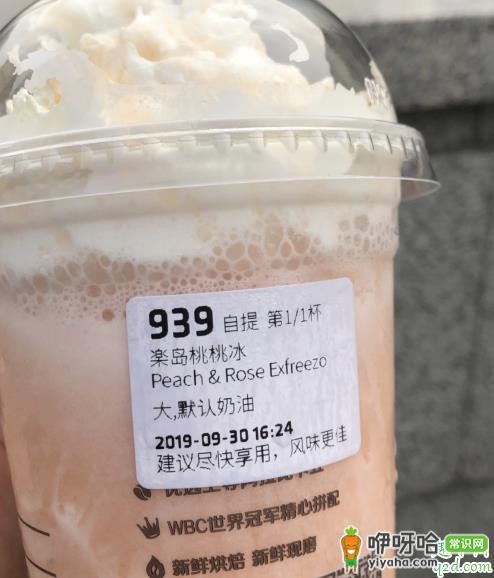 939 自提 第1/1杯
楽岛桃桃冰
Peach & Rose Exfreezo
大,默认奶油
2019-09-30 16:24
建议尽快享用，风味更佳
WBC世界冠军精心拼配
新鲜烘焙 新鲜现磨
咿呀哈 常识网
yiyaha.com